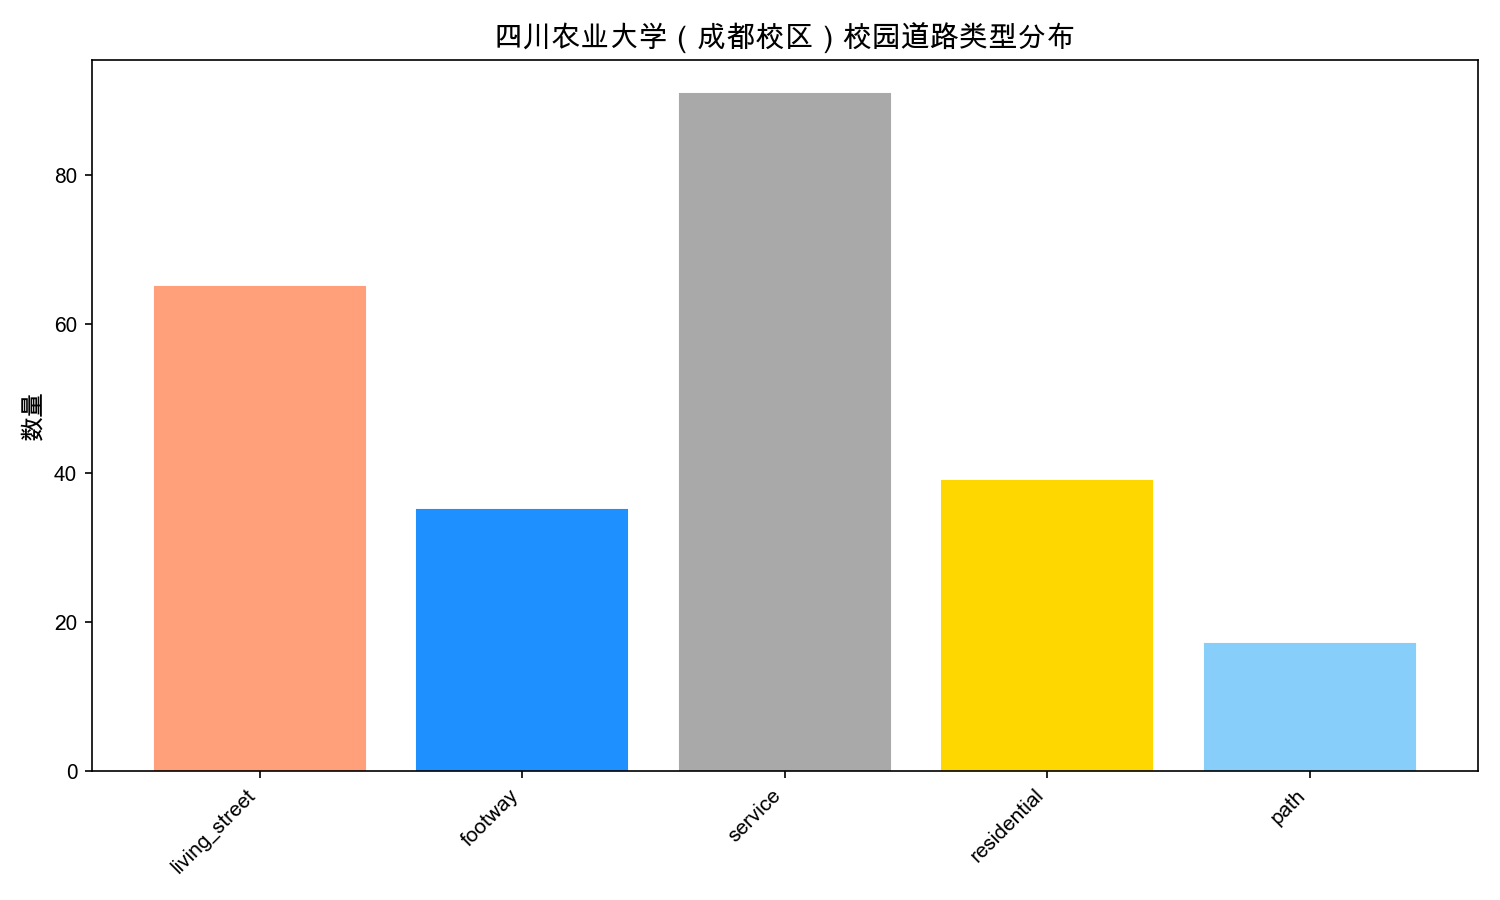 四川农业大学（成都校区）校园道路类型分布
数量
80
60
40
20
0
living_street
footway
service
residential
path